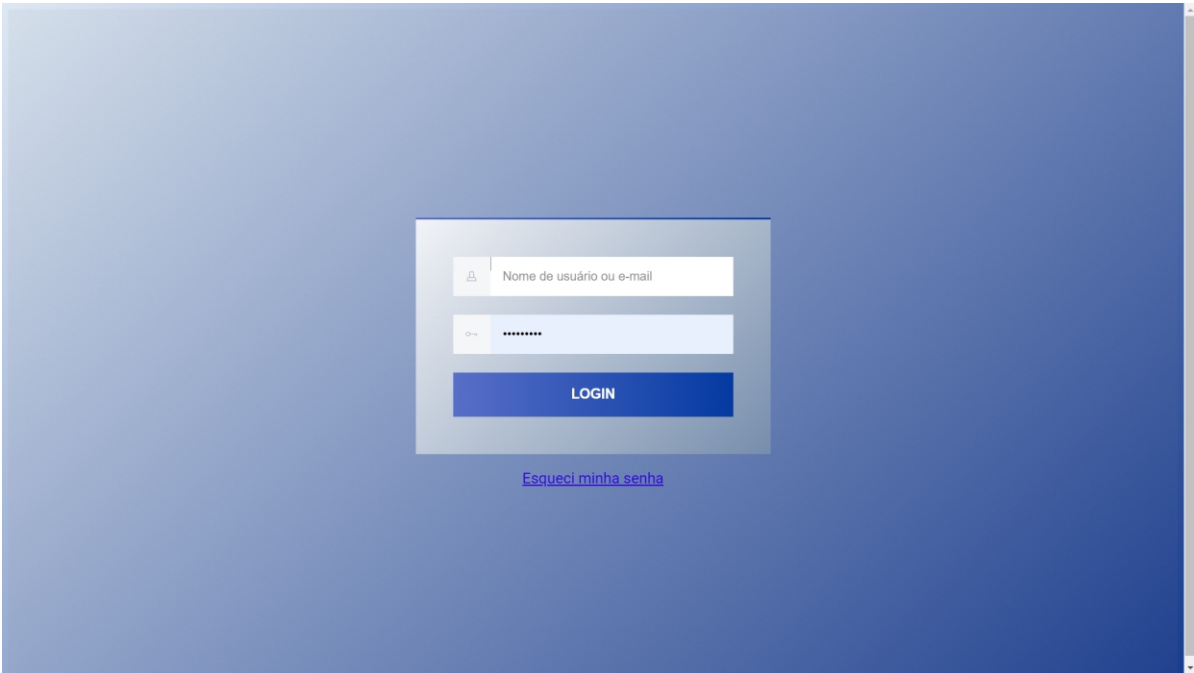 Nome de usuário ou e-mail
•••••••••
LOGIN
Esqueci minha senha